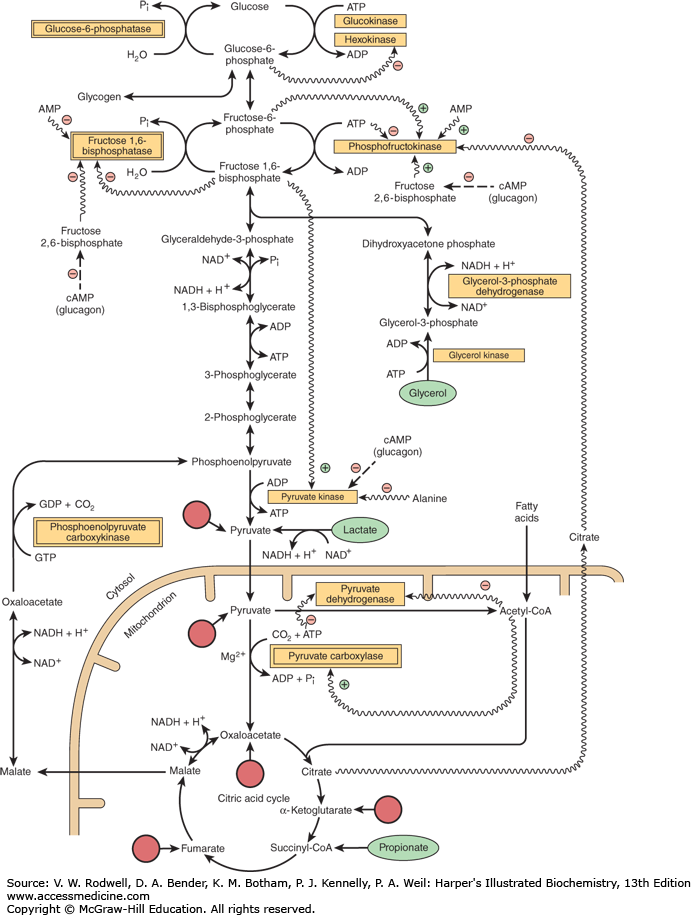 Pi
Glucose
ATP
Glucose-6-phosphatase
Glucokinase
Hexokinase
H2O
Glucose-6-
phosphate
ADP
−
Glycogen
AMP
−
Pi
Fructose-6-
phosphate
ATP
−
+
AMP
+
−
Fructose 1,6-
bisphosphatase
Phosphofructokinase
H2O
−
−
Fructose 1,6-
bisphosphate
ADP
+
Fructose
2,6-bisphosphate
−
cAMP
(glucagon)
Fructose
2,6-bisphosphate
−
cAMP
(glucagon)
Glyceraldehyde-3-phosphate
Dihydroxyacetone phosphate
NAD+
Pi
NADH + H+
NADH + H+
Glycerol-3-phosphate
dehydrogenase
NAD+
1,3-Bisphosphoglycerate
Glycerol-3-phosphate
ADP
ATP
ADP
Glycerol kinase
ATP
3-Phosphoglycerate
Glycerol
2-Phosphoglycerate
Phosphoenolpyruvate
cAMP
(glucagon)
+
−
ADP
Pyruvate kinase
−
Alanine
ATP
GDP + CO2
Phosphoenolpyruvate
carboxykinase
GTP
Pyruvate
Lactate
NADH + H+
NAD+
Fatty
acids
Citrate
Cytosol
Mitochondrion
Oxaloacetate
Pyruvate
Pyruvate
dehydrogenase
−
−
Acetyl-CoA
NADH + H+
NAD+
Mg2+
CO2 + ATP
Pyruvate carboxylase
ADP + Pi
+
NADH + H+
NAD+
Oxaloacetate
Malate
Malate
Citrate
Citric acid cycle
α-Ketoglutarate
Fumarate
Succinyl-CoA
Propionate
Source: V. W. Rodwell, D. A. Bender, K. M. Botham, P. J. Kennelly, P. A. Weil: Harper's Illustrated Biochemistry, 13th Edition
www.accessmedicine.com
Copyright © McGraw-Hill Education. All rights reserved.